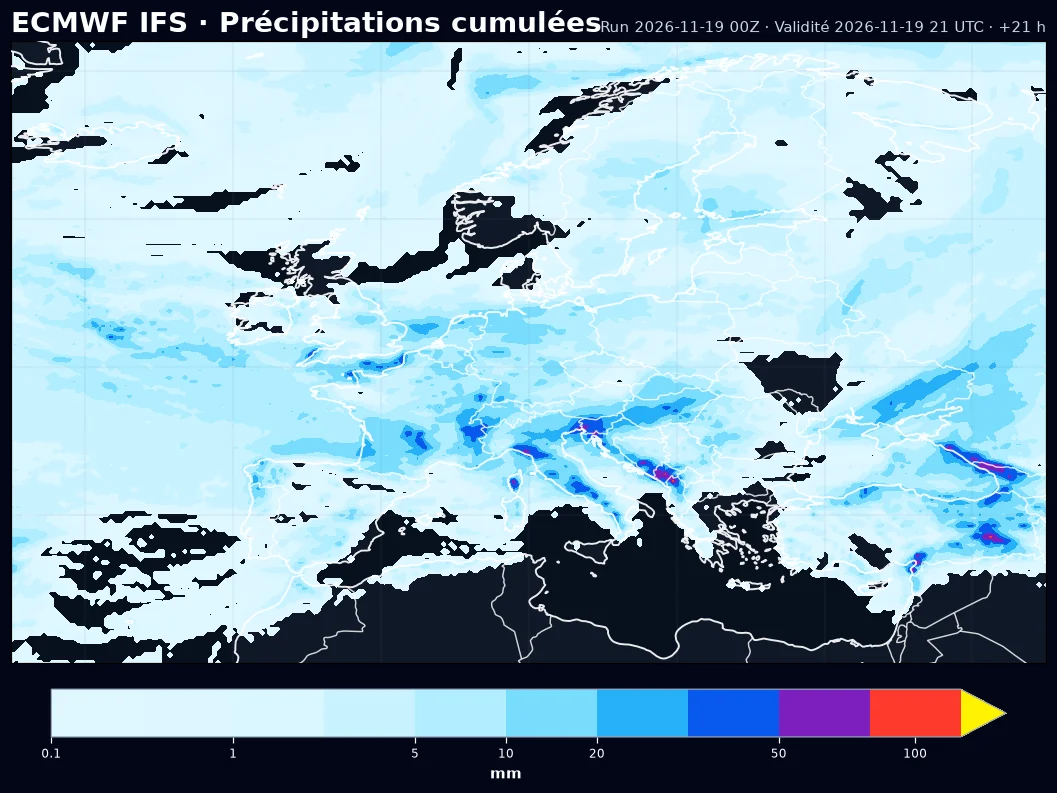 ECMWF IFS · Précipitations cumulées
Run 2026-11-19 00Z · Validité 2026-11-19 21 UTC · +21 h
0.1 1 5 10 20 50 100
mm